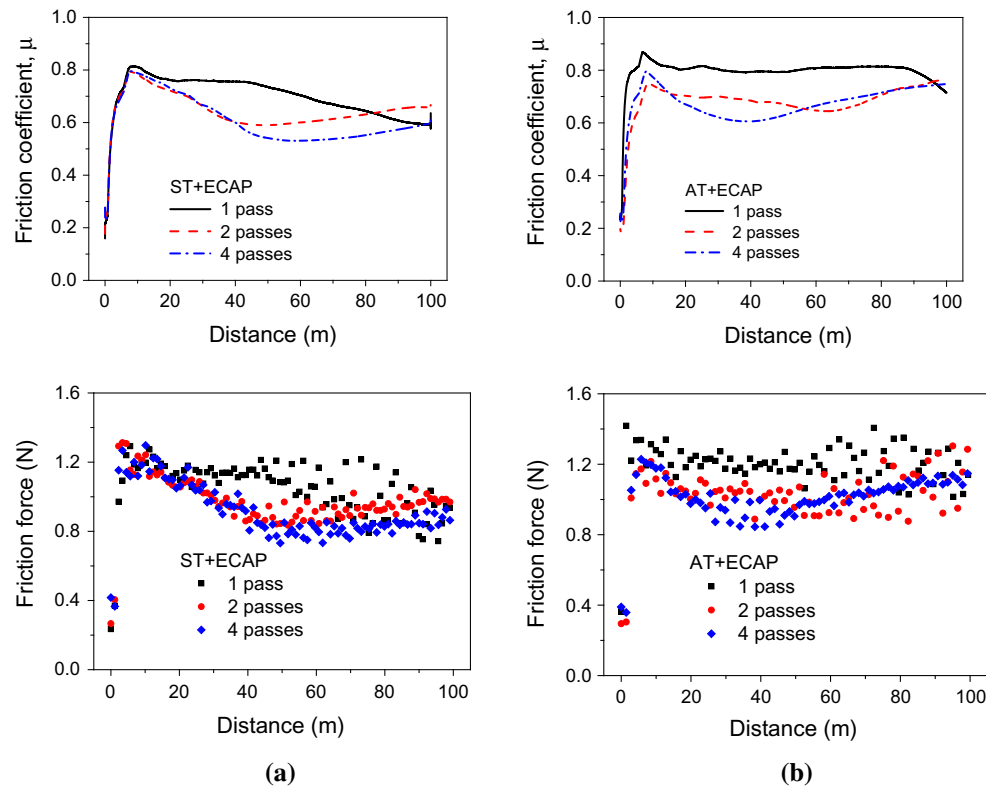 Friction coefficient, μ
1.0
0.8
0.6
0.4
0.2
0.0
ST+ECAP
1 pass
2 passes
4 passes
0 20 40 60 80 100
Distance (m)
Friction coefficient, μ
1.0
0.8
0.6
0.4
0.2
0.0
AT+ECAP
1 pass
2 passes
4 passes
0 20 40 60 80 100
Distance (m)
Friction force (N)
1.6
1.2
0.8
0.4
0.0
ST+ECAP
1 pass
2 passes
4 passes
0 20 40 60 80 100
Distance (m)
(a)
Friction force (N)
1.6
1.2
0.8
0.4
0.0
AT+ECAP
1 pass
2 passes
4 passes
0 20 40 60 80 100
Distance (m)
(b)